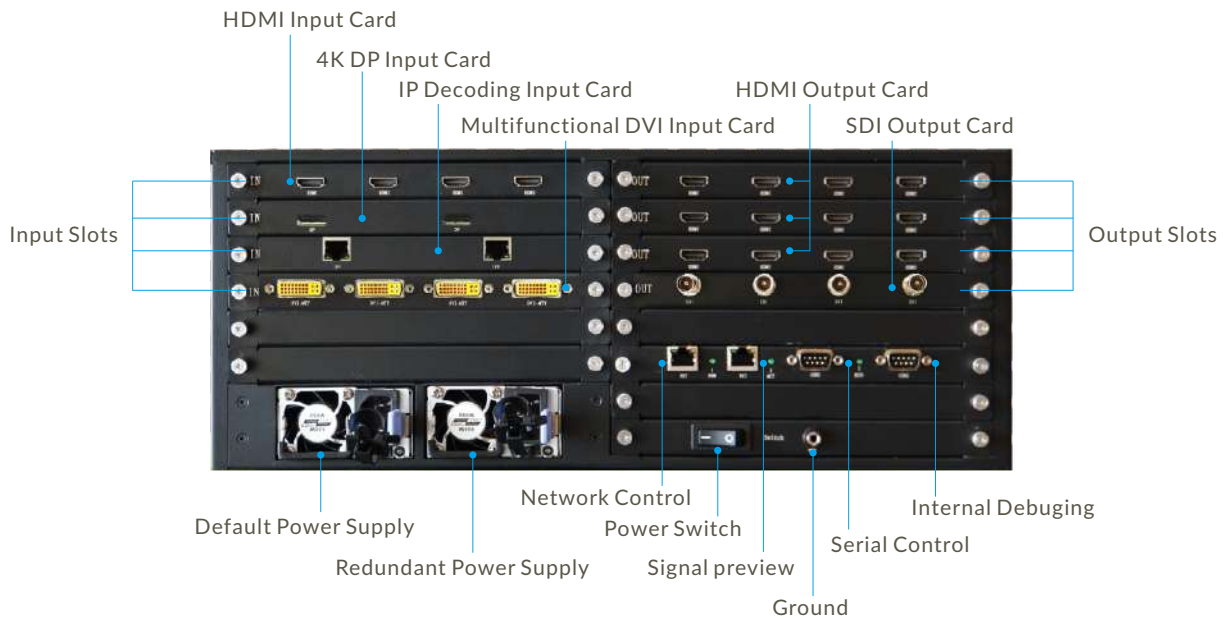 HDMI Input Card
4K DP Input Card
IP Decoding Input Card
HDMI Output Card
Multifunctional DVI Input Card
SDI Output Card
IN
OUT
IN
OUT
Input Slots
Output Slots
IN
OUT
IN
OUT
Switch
Network Control
Internal Debuging
Default Power Supply
Power Switch
Serial Control
Redundant Power Supply
Signal preview
Ground